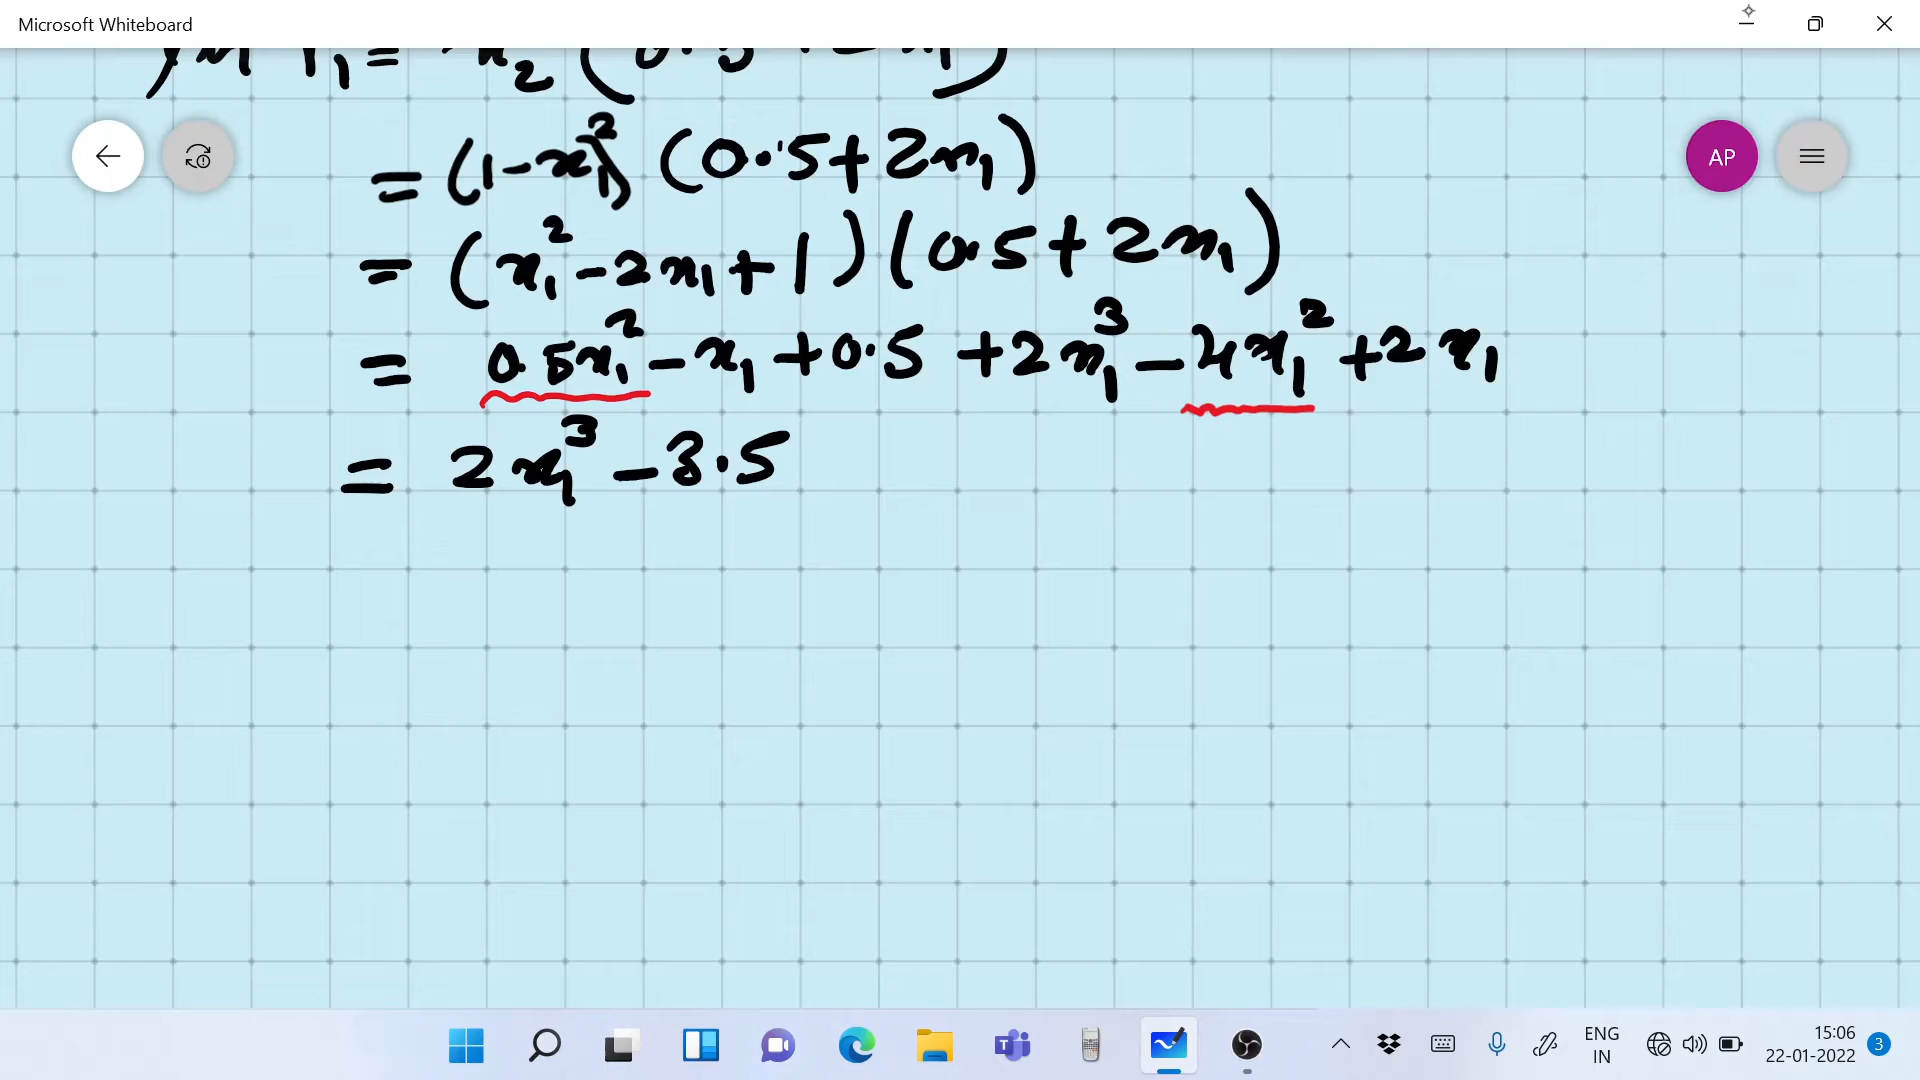 Microsoft Whiteboard
= (1-x₁)² (0.5+2x₁)
= (x₁²-2x₁+1)(0.5+2x₁)
= 0.5x₁²-x₁+0.5+2x₁³-4x₁²+2x₁
= 2x₁³-3.5
AP
ENG
IN
15:06
22-01-2022
3